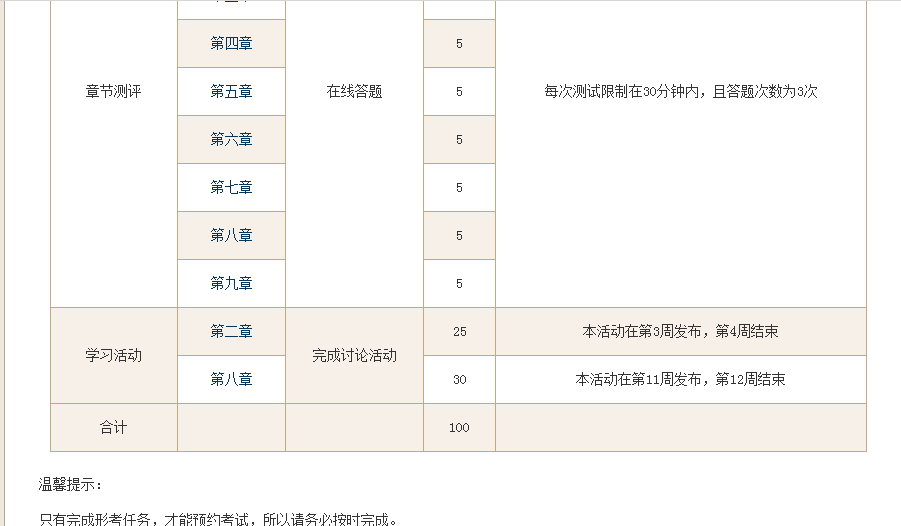 第四章 5
章节测评 第五章 在线答题 5 每次测试限制在30分钟内，且答题次数为3次
第六章 5
第七章 5
第八章 5
第九章 5
第二章 25 本活动在第3周发布，第4周结束
学习活动 完成讨论活动
第八章 30 本活动在第11周发布，第12周结束
合计 100
温馨提示：
只有完成形考任务，才能预约考试，所以请务必按时完成。